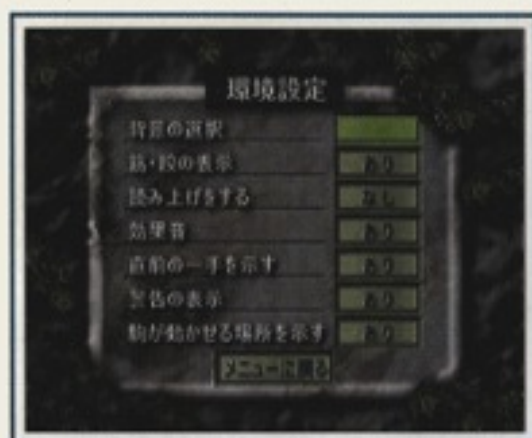 環境設定
背景の選択
筋・段の表示 あり
読み上げをする なし
効果音 あり
直前の一手を示す あり
警告の表示 あり
駒が動かせる場所を示す あり
メニューに戻る